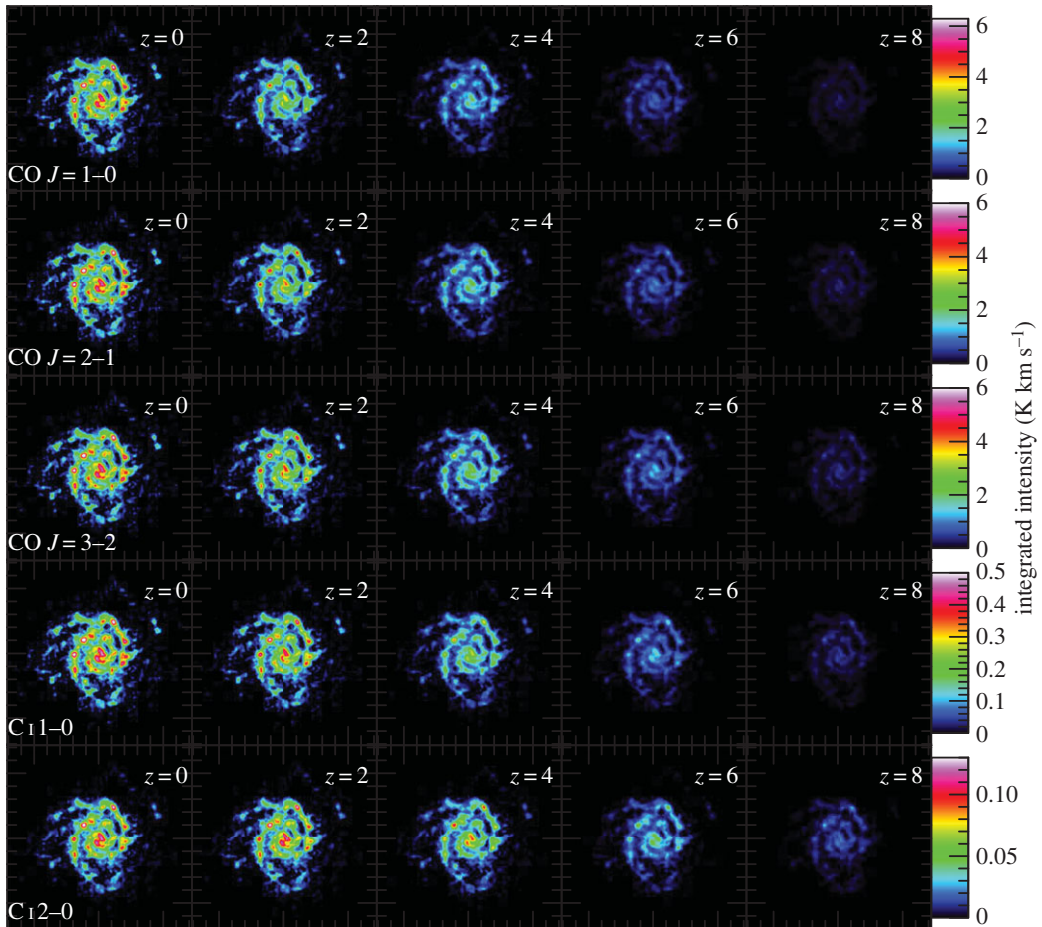 z=0 z=2 z=4 z=6 z=8
6
4
2
0
CO J=1–0
z=0 z=2 z=4 z=6 z=8
6
4
2
0
CO J=2–1
z=0 z=2 z=4 z=6 z=8
6
4
2
0
CO J=3–2
integrated intensity (K km s⁻¹)
z=0 z=2 z=4 z=6 z=8
0.5
0.4
0.3
0.2
0.1
0
C I 1–0
z=0 z=2 z=4 z=6 z=8
0.10
0.05
0
C I 2–0